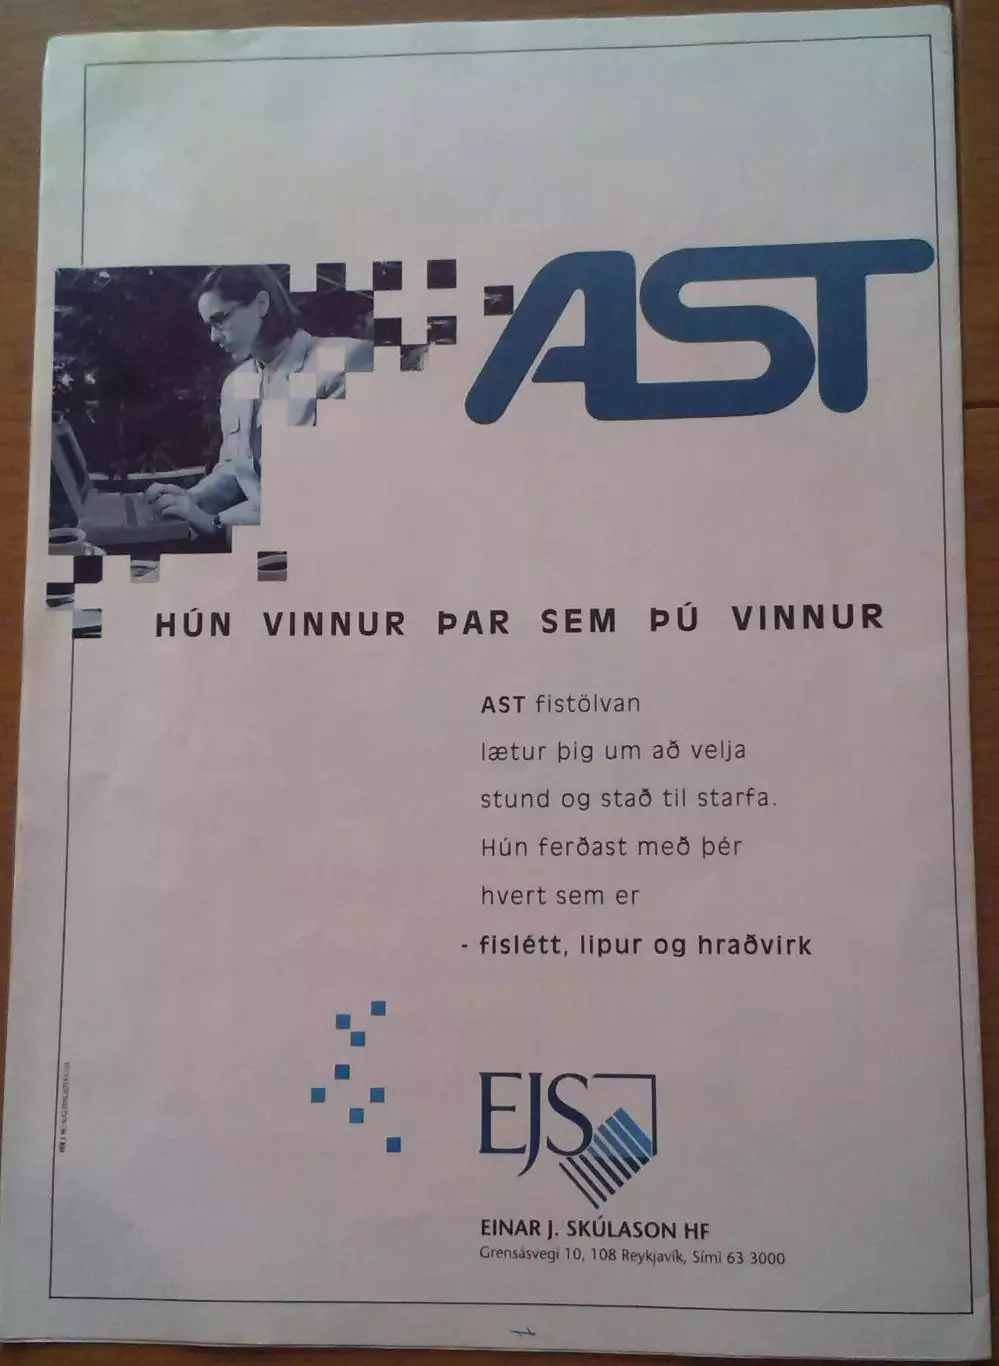 AST
HÚN VINNUR ÞAR SEM ÞÚ VINNUR
AST fistölvan
lætur þig um að velja
stund og stað til starfa.
Hún ferðast með þér
hvert sem er
- fislétt, lipur og hraðvirk
EJS
EINAR J. SKÚLASON HF
Grensásvegi 10, 108 Reykjavík, Sími 63 3000